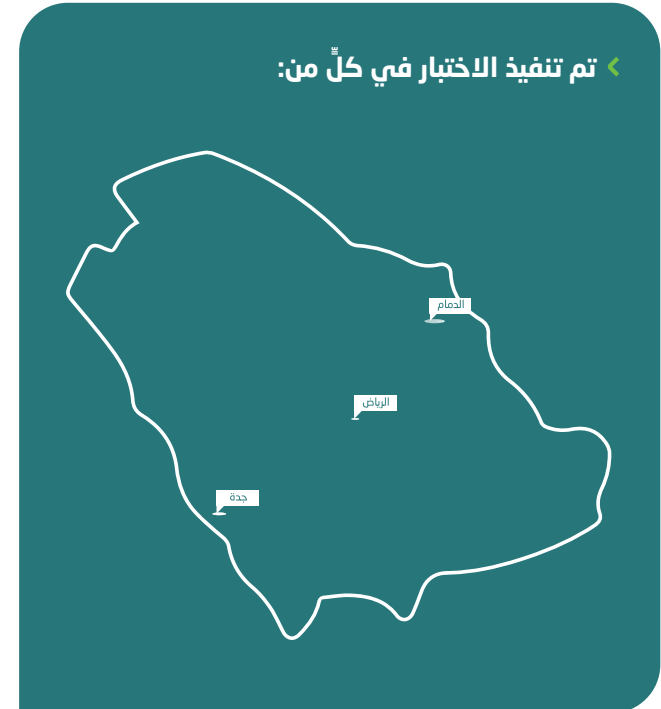 تم تنفيذ الاختبار في كلٍّ من:
الدمام
الرياض
جدة